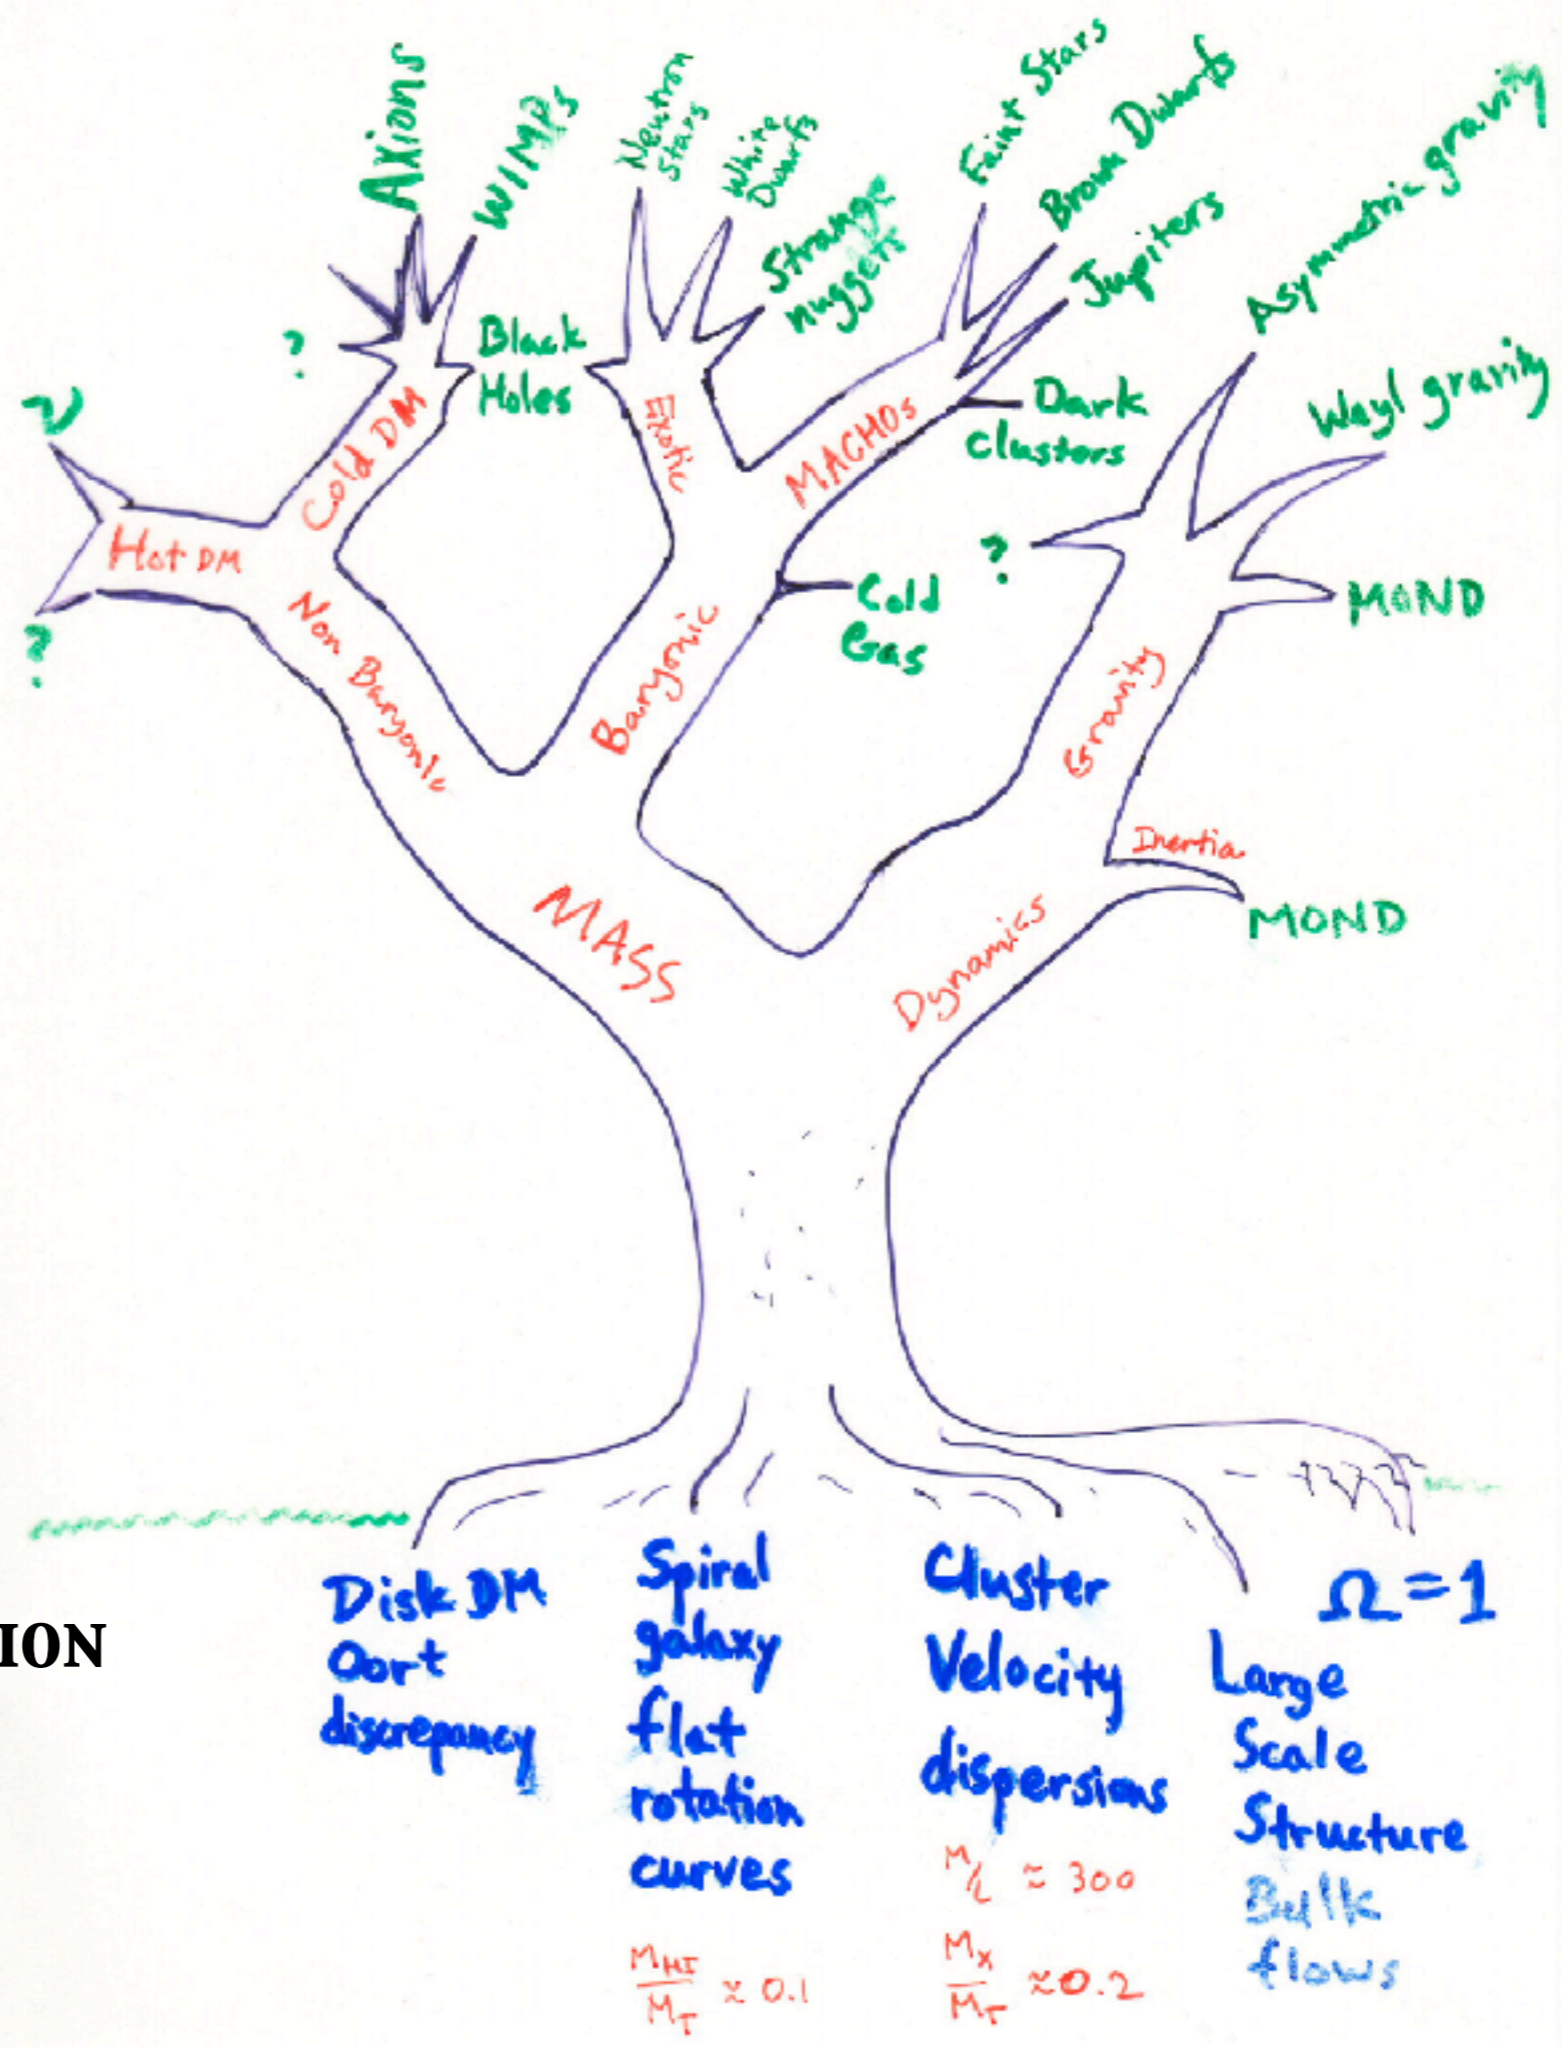 Axions
WIMPs
Neutron
Stars
White
Dwarfs
Strange
nuggets
Faint Stars
Brown Dwarfs
Jupiters
Asymmetric gravity
Weyl gravity
?
Black
Holes
Dark
clusters
ν
Cold DM
Exotic
MACHOs
Hot DM
?
?
Cold
Gas
MOND
Non Baryonic
Baryonic
Gravity
Inertia
MOND
MASS
Dynamics
Disk DM
Oort
discrepancy
Spiral
galaxy
flat
rotation
curves
M_HI / M_T ≈ 0.1
Cluster
Velocity
dispersions
M/L ≈ 300
M_X / M_T ≈ 0.2
Ω = 1
Large
Scale
Structure
Bulk
flows
ION